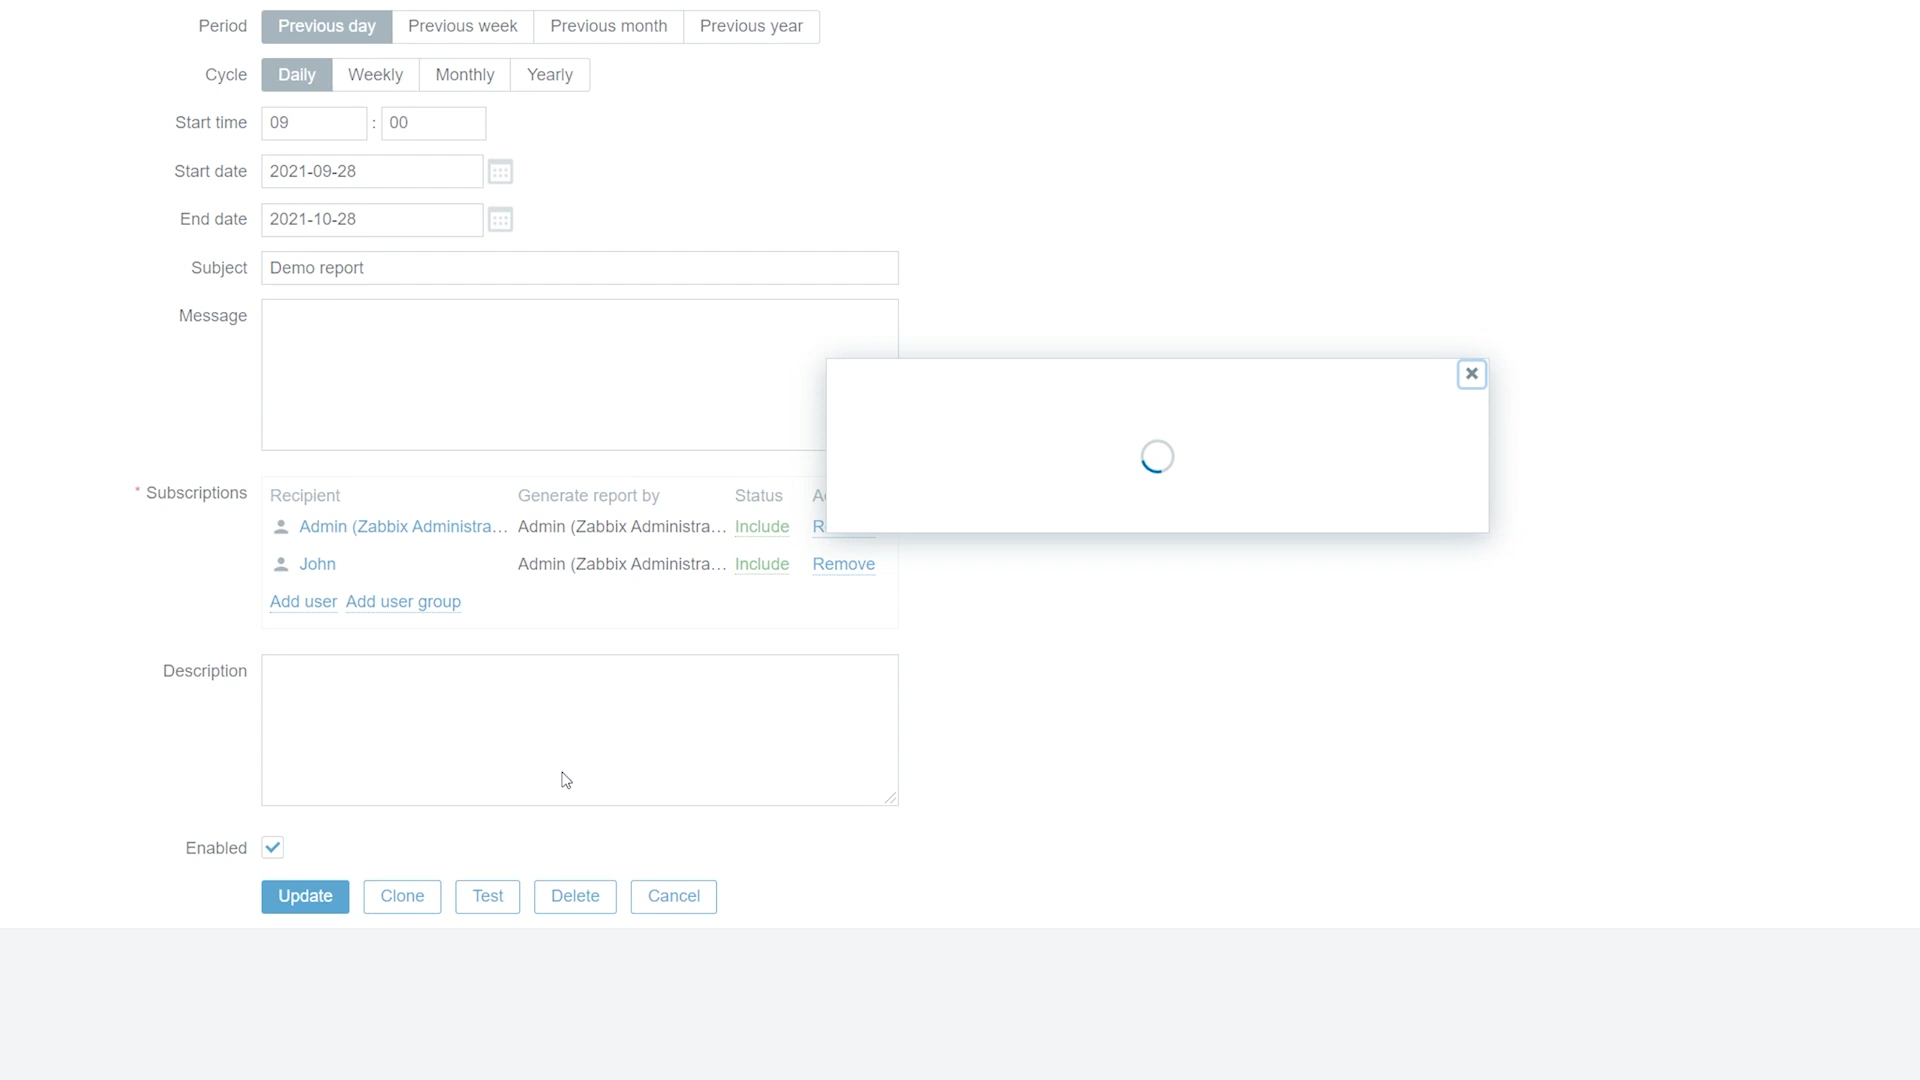 Period Previous day Previous week Previous month Previous year
Cycle Daily Weekly Monthly Yearly
Start time 09 : 00
Start date 2021-09-28
End date 2021-10-28
Subject Demo report
Message
* Subscriptions Recipient Generate report by Status
Admin (Zabbix Administra... Admin (Zabbix Administra... Include
John Admin (Zabbix Administra... Include Remove
Add user Add user group
Description
Enabled
Update Clone Test Delete Cancel